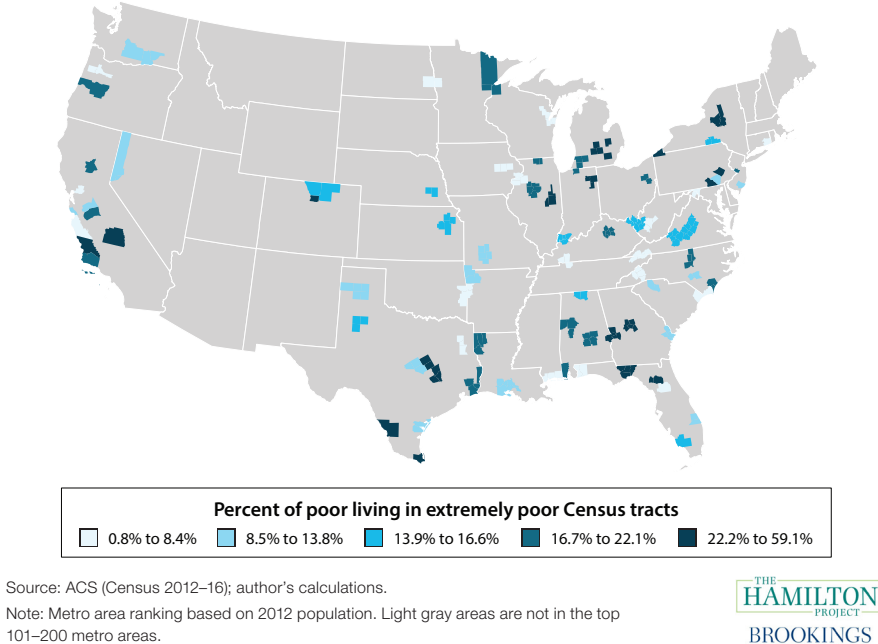 Percent of poor living in extremely poor Census tracts
0.8% to 8.4% 8.5% to 13.8% 13.9% to 16.6% 16.7% to 22.1% 22.2% to 59.1%
Source: ACS (Census 2012–16); author's calculations.
Note: Metro area ranking based on 2012 population. Light gray areas are not in the top
101–200 metro areas.
THE
HAMILTON
PROJECT
BROOKINGS